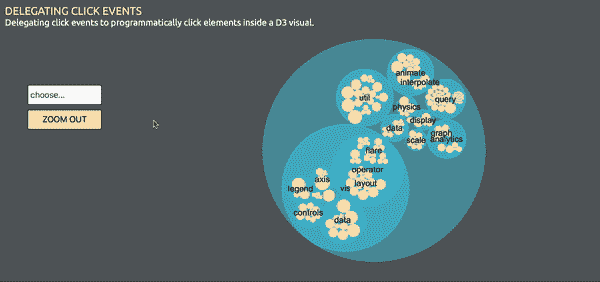 DELEGATING CLICK EVENTS
Delegating click events to programmatically click elements inside a D3 visual.
choose...
ZOOM OUT
animate
interpolate
util
query
physics
display
data
graph
scale
analytics
flare
operator
axis
layout
legend
vis
controls
data